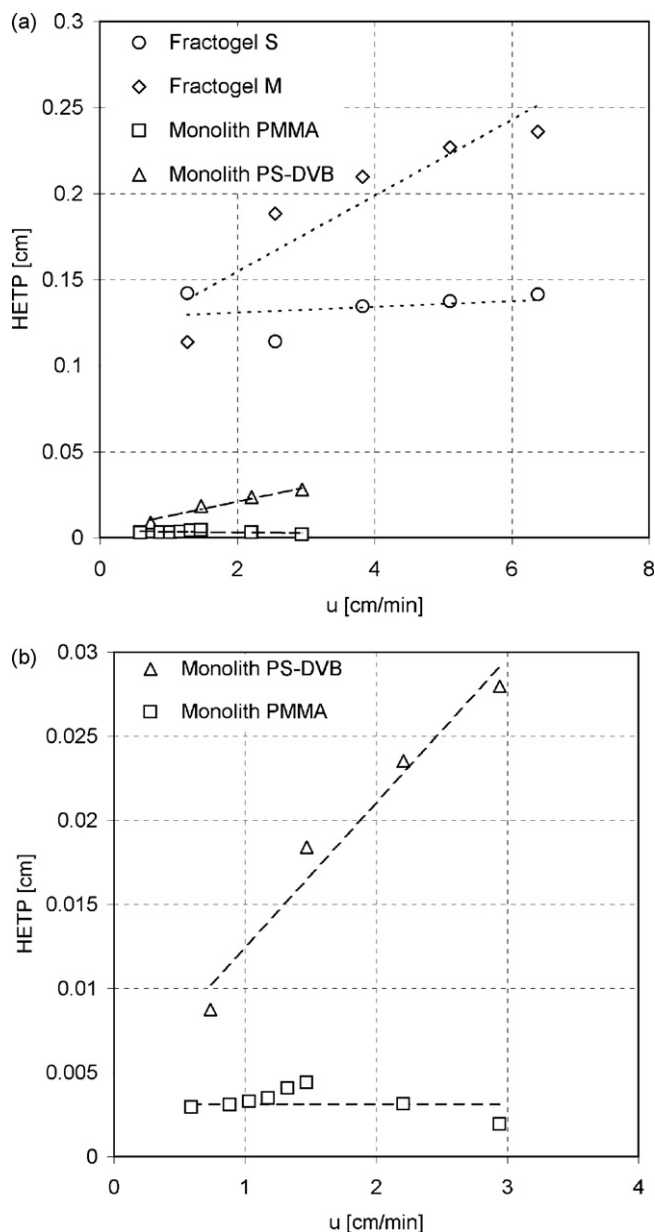 (a)
0.3
Fractogel S
Fractogel M
0.25
Monolith PMMA
Monolith PS-DVB
0.2
HETP [cm]
0.15
0.1
0.05
0
0 2 4 6 8
u [cm/min]
(b)
0.03
Monolith PS-DVB
Monolith PMMA
0.025
0.02
HETP [cm]
0.015
0.01
0.005
0
0 1 2 3 4
u [cm/min]